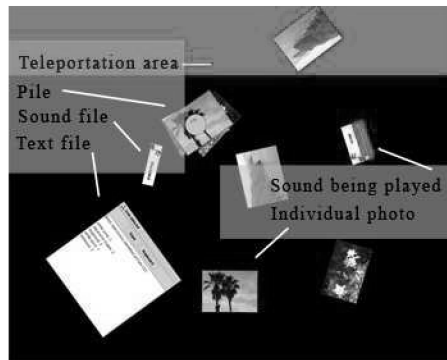 Teleportation area
Pile
Sound file
Text file
Sound being played
Individual photo